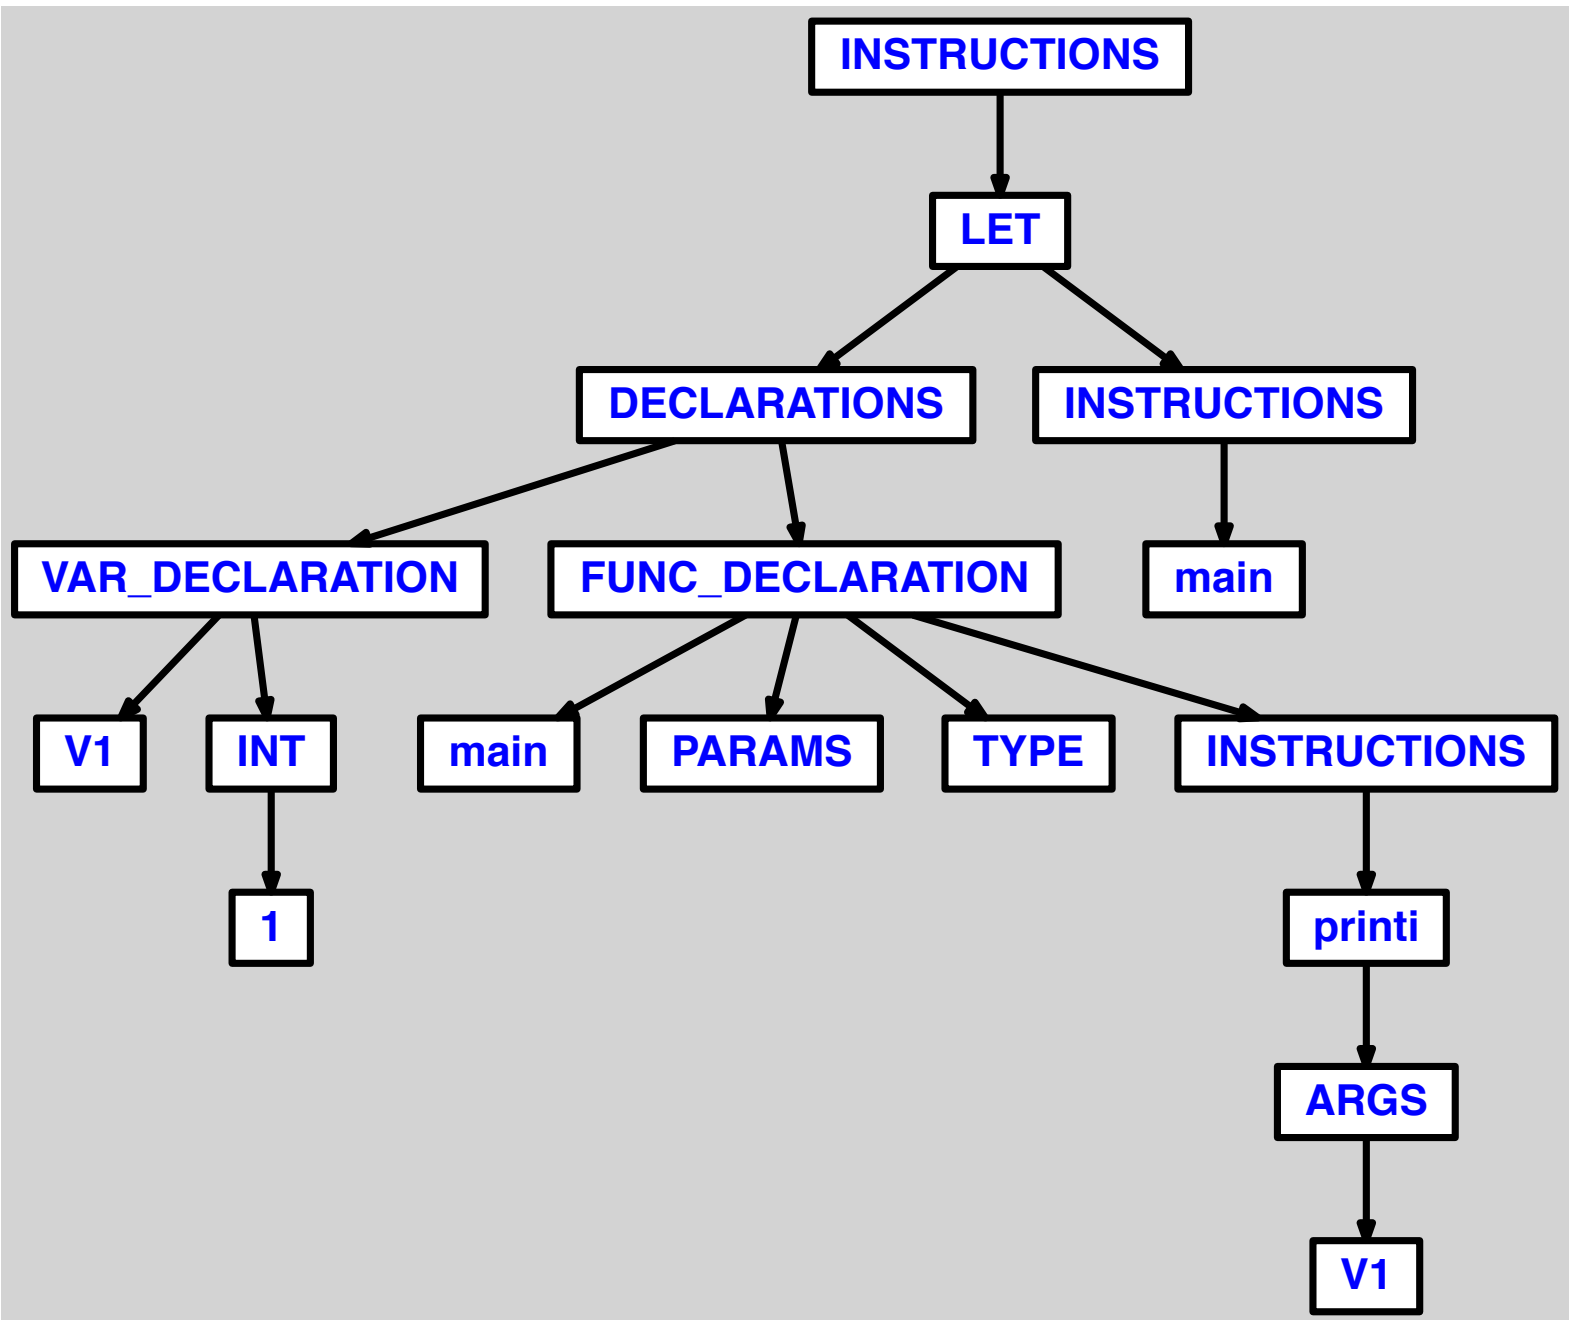 INSTRUCTIONS
LET
DECLARATIONS
INSTRUCTIONS
VAR_DECLARATION
FUNC_DECLARATION
main
V1
INT
main
PARAMS
TYPE
INSTRUCTIONS
1
printi
ARGS
V1